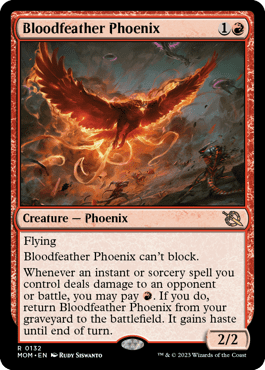 Bloodfeather Phoenix 1
Creature — Phoenix
Flying
Bloodfeather Phoenix can't block.
Whenever an instant or sorcery spell you
control deals damage to an opponent
or battle, you may pay . If you do,
return Bloodfeather Phoenix from your
graveyard to the battlefield. It gains haste
until end of turn.
2/2
R 0132
MOM • EN Rudy Siswanto
™ & © 2023 Wizards of the Coast